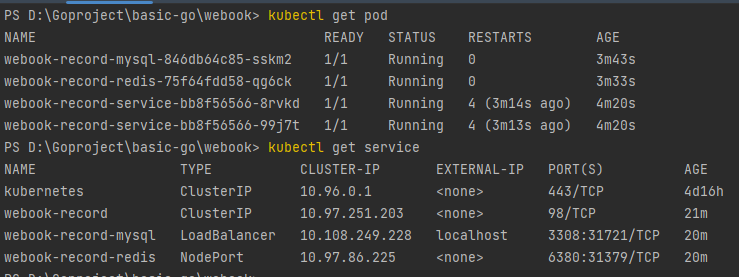 PS D:\Goproject\basic-go\webook> kubectl get pod
NAME READY STATUS RESTARTS AGE
webook-record-mysql-846db64c85-sskm2 1/1 Running 0 3m43s
webook-record-redis-75f64fdd58-qg6ck 1/1 Running 0 3m33s
webook-record-service-bb8f56566-8rvkd 1/1 Running 4 (3m14s ago) 4m20s
webook-record-service-bb8f56566-99j7t 1/1 Running 4 (3m13s ago) 4m20s
PS D:\Goproject\basic-go\webook> kubectl get service
NAME TYPE CLUSTER-IP EXTERNAL-IP PORT(S) AGE
kubernetes ClusterIP 10.96.0.1 <none> 443/TCP 4d16h
webook-record ClusterIP 10.97.251.203 <none> 98/TCP 21m
webook-record-mysql LoadBalancer 10.108.249.228 localhost 3308:31721/TCP 20m
webook-record-redis NodePort 10.97.86.225 <none> 6380:31379/TCP 20m